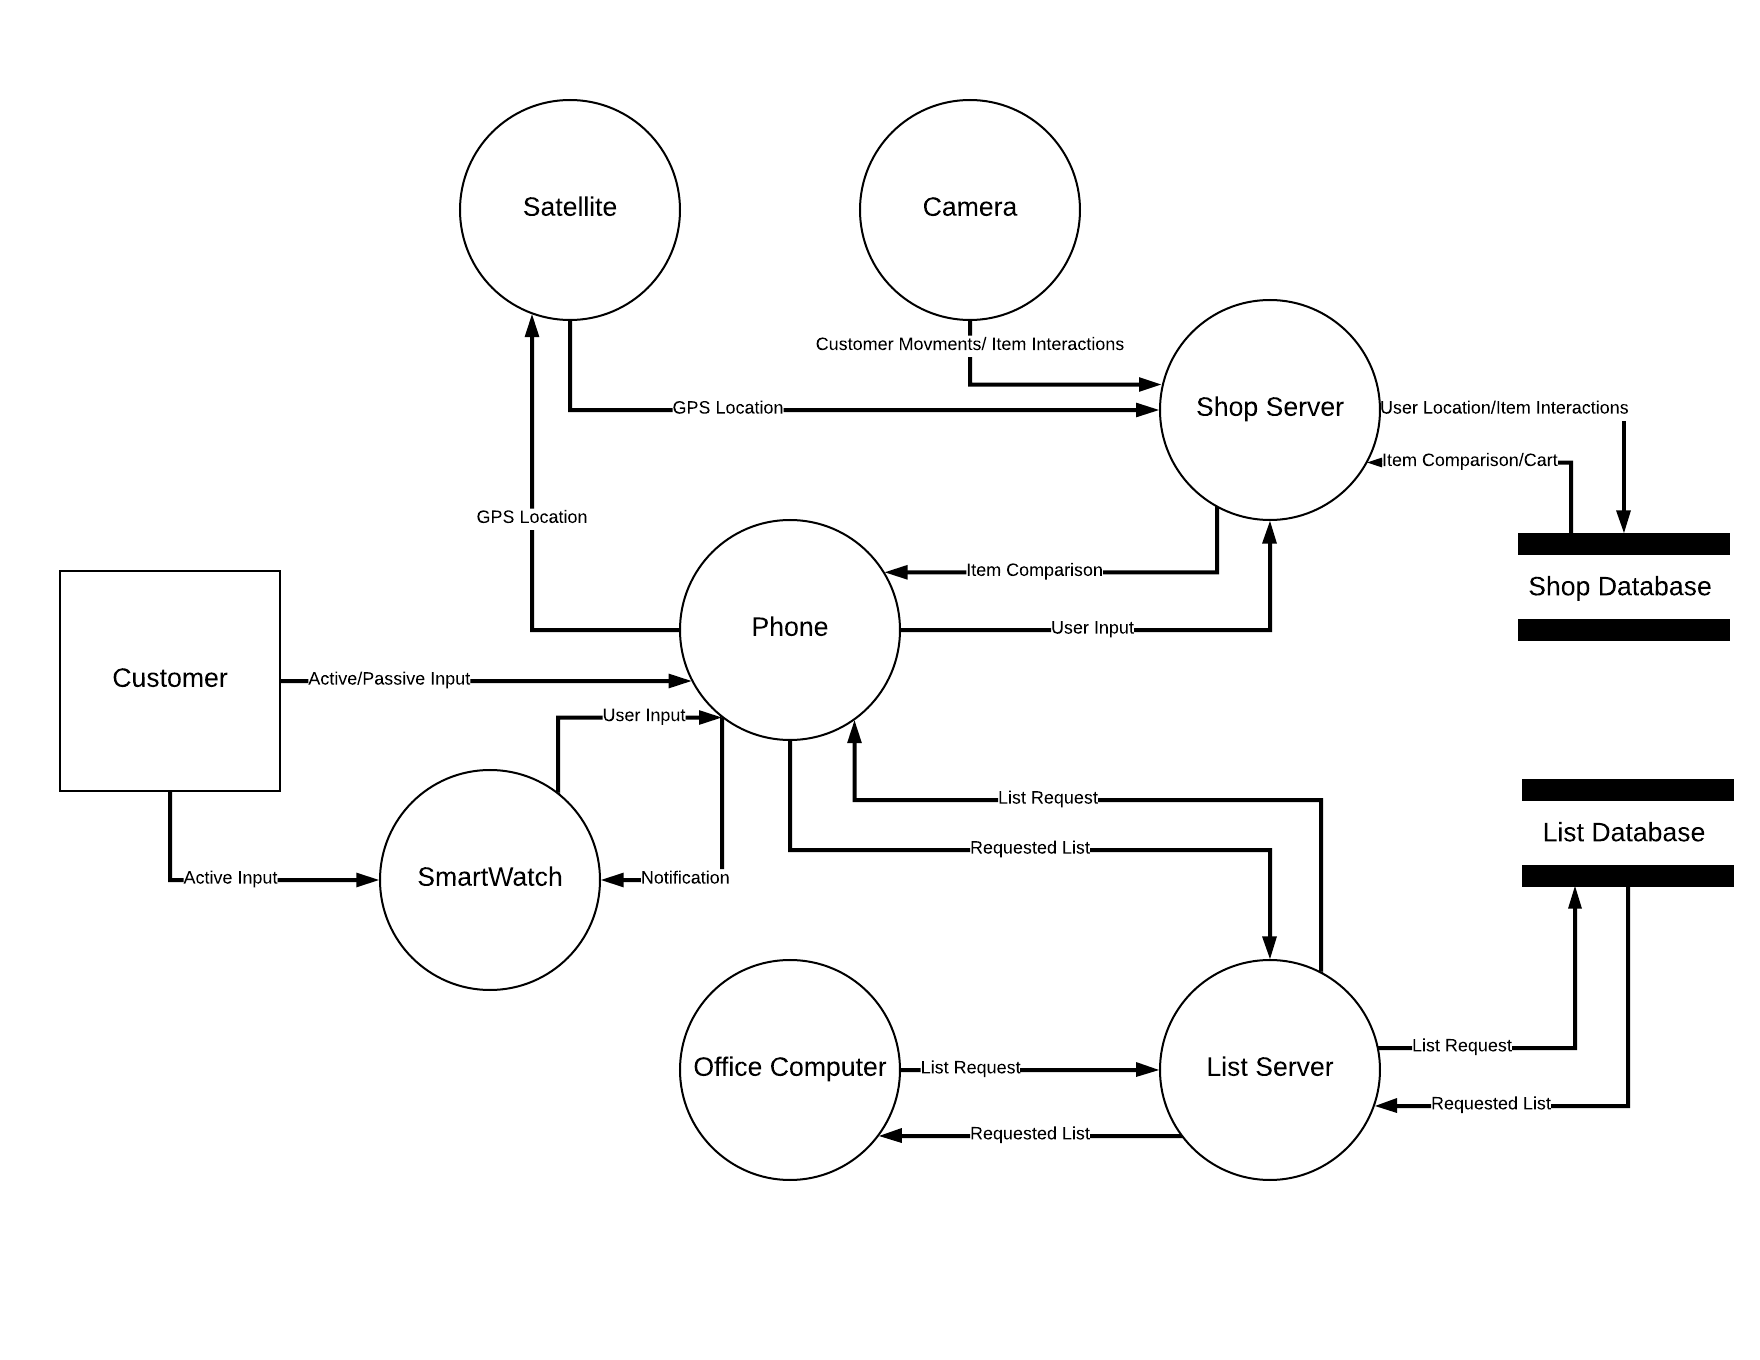 Satellite
Camera
Customer Movments/ Item Interactions
GPS Location
Shop Server
User Location/Item Interactions
Item Comparison/Cart
GPS Location
Item Comparison
Shop Database
Phone
User Input
Customer
Active/Passive Input
User Input
List Request
Requested List
List Database
Active Input
SmartWatch
Notification
Office Computer
List Request
List Server
List Request
Requested List
Requested List